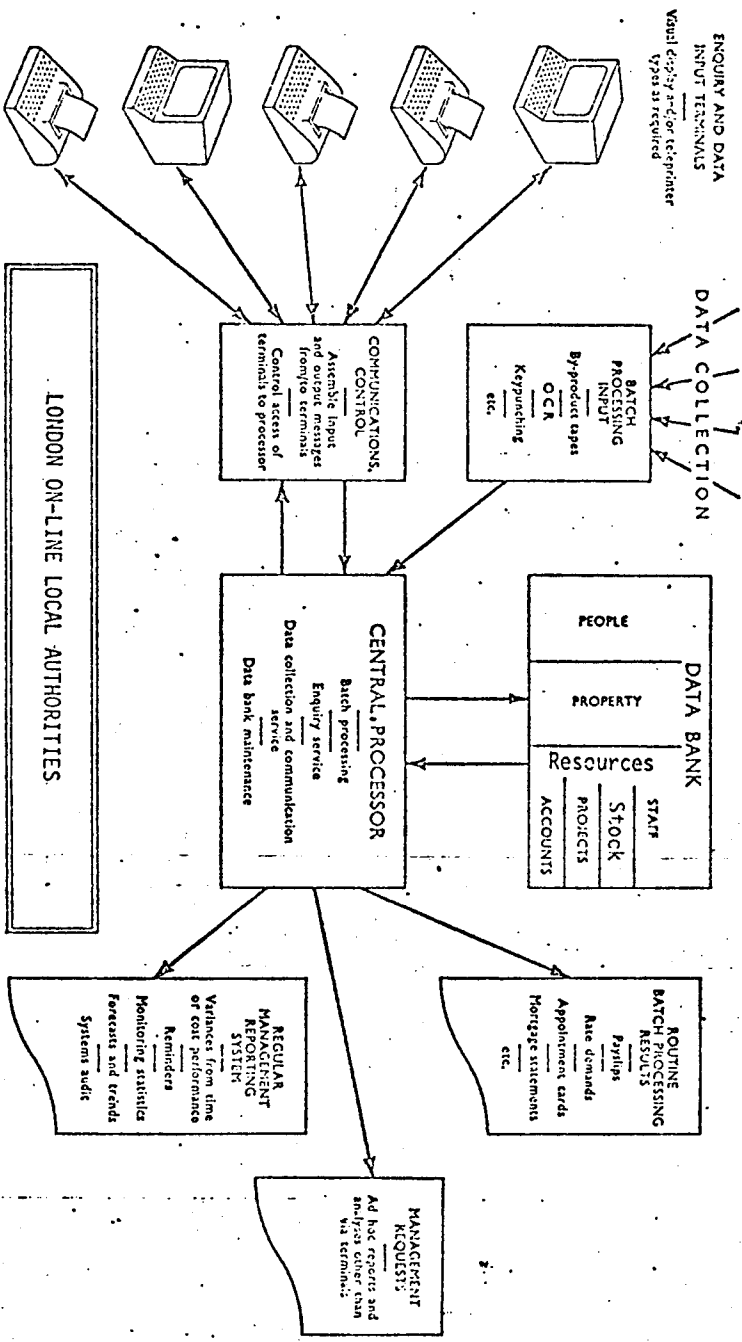 ENQUIRY AND DATA
INPUT TERMINALS
Visual display and/or teleprinter
types as required
DATA COLLECTION
BATCH
PROCESSING
INPUT
By-product tapes
O.C.R.
Keypunching
etc.
COMMUNICATIONS
CONTROL
Assemble input
and output messages
from/to terminals
Control access of
terminals to processor
DATA BANK
PEOPLE
PROPERTY
Resources
STAFF
Stock
PROJECTS
ACCOUNTS
CENTRAL PROCESSOR
Batch processing
Enquiry service
Data collection and communication
service
Data bank maintenance
ROUTINE
BATCH PROCESSING
RESULTS
Payslips
Rate demands
Appointment cards
Mortgage statements
etc.
REGULAR
MANAGEMENT
REPORTING
SYSTEM
Variances from time
or cost performance
Reminders
Monitoring statistics
Forecasts and trends
Systems audit
MANAGEMENT
REQUESTS
Ad hoc reports and
analyses other than
via terminals
LONDON ON-LINE LOCAL AUTHORITIES